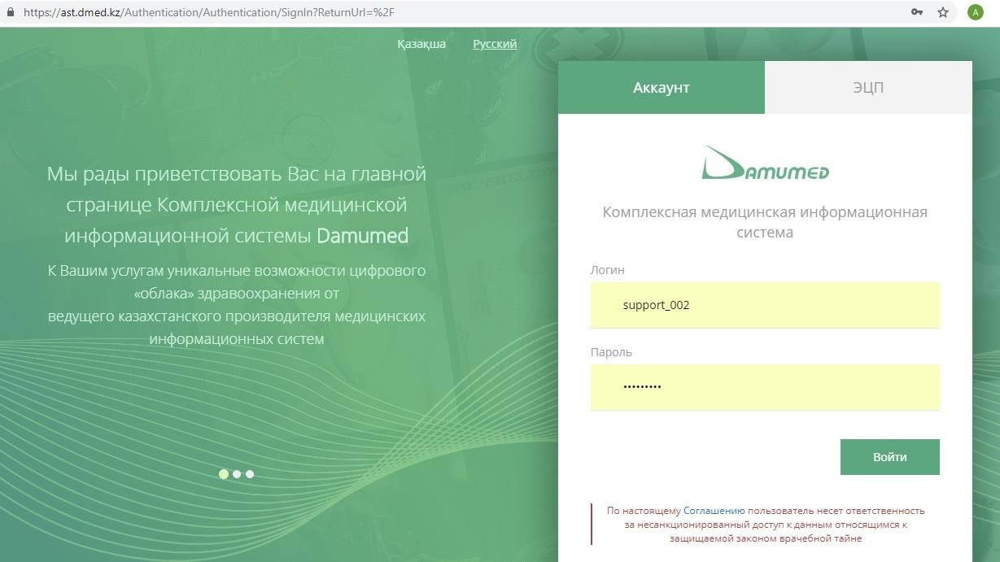 https://ast.dmed.kz/Authentication/Authentication/SignIn?ReturnUrl=%2F
A
Қазақша Русский
Мы рады приветствовать Вас на главной
странице Комплексной медицинской
информационной системы Damumed
К Вашим услугам уникальные возможности цифрового
«облака» здравоохранения от
ведущего казахстанского производителя медицинских
информационных систем
Аккаунт ЭЦП
DAMUMED
Комплексная медицинская информационная
система
Логин
support_002
Пароль
•••••••••
Войти
По настоящему Соглашению пользователь несет ответственность
за несанкционированный доступ к данным относящимся к
защищаемой законом врачебной тайне